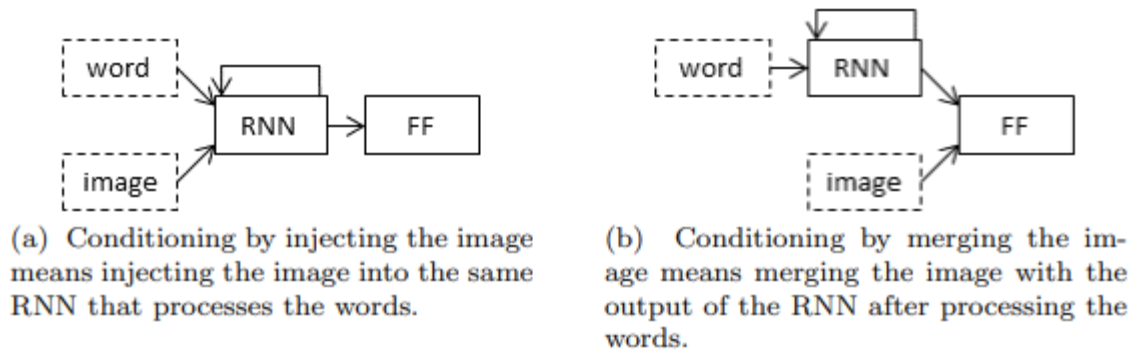 word
RNN
FF
image
(a) Conditioning by injecting the image
means injecting the image into the same
RNN that processes the words.
word
RNN
FF
image
(b) Conditioning by merging the im-
age means merging the image with the
output of the RNN after processing the
words.